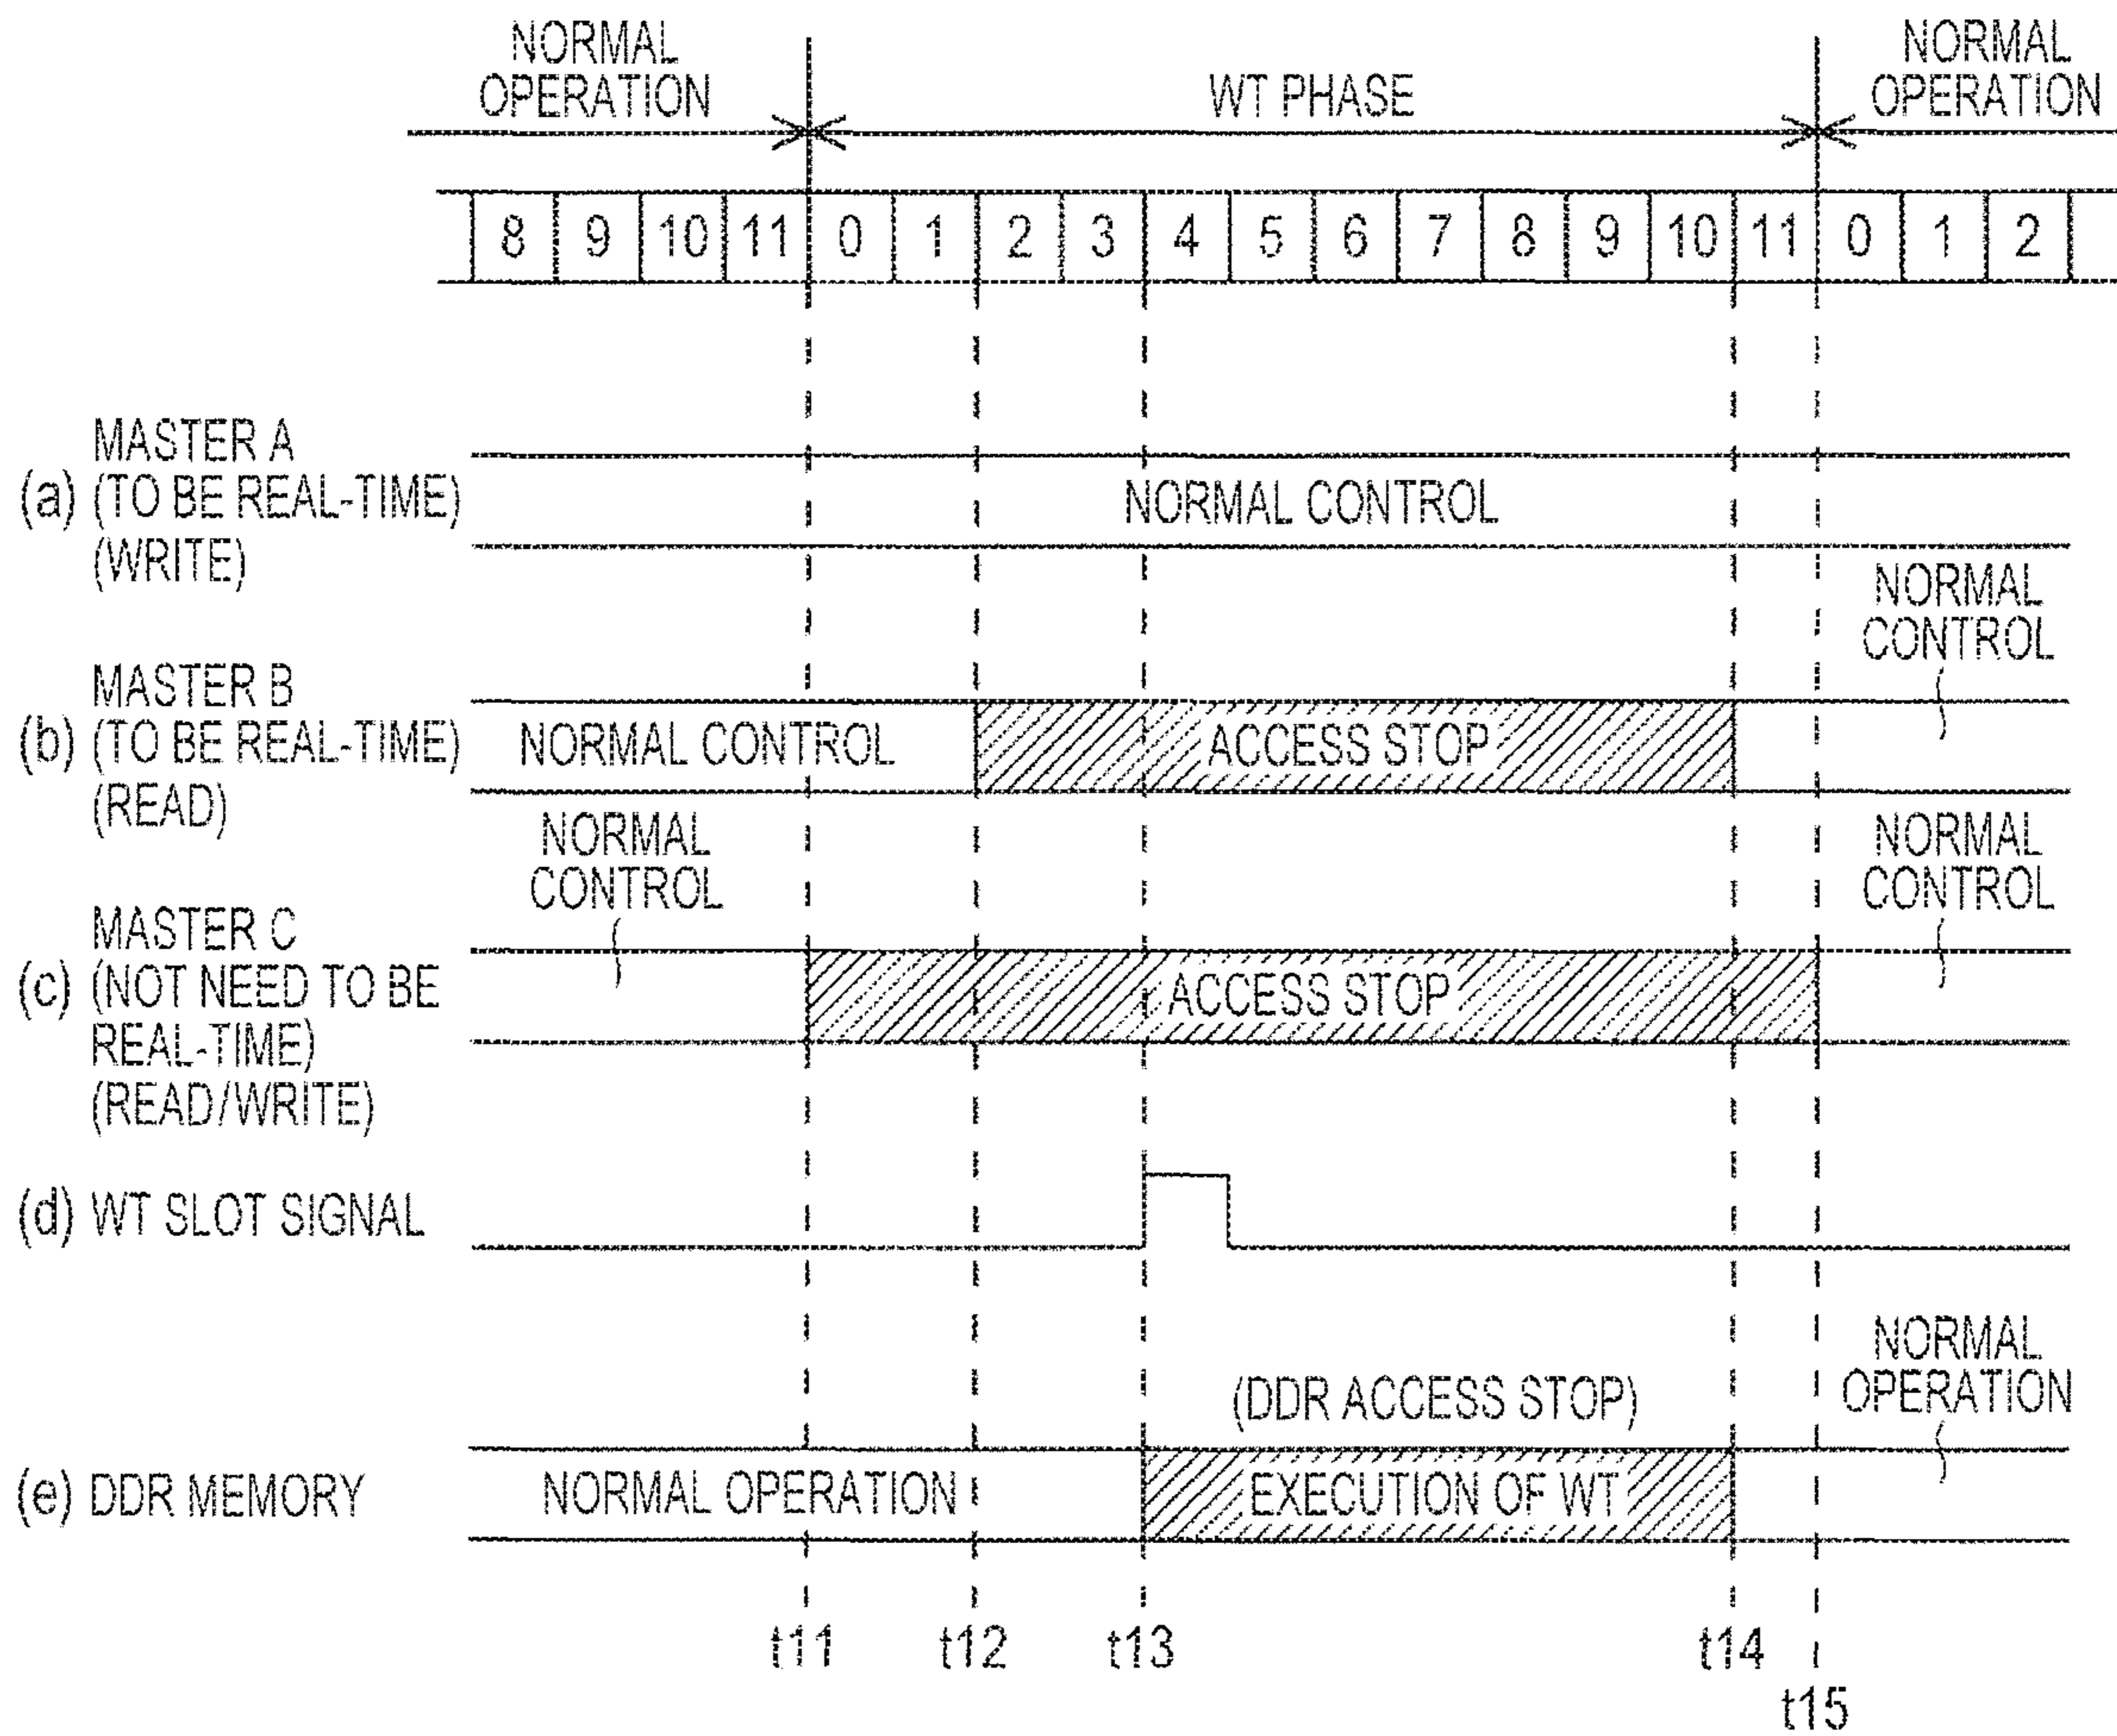 NORMAL
OPERATION
WT PHASE
NORMAL
OPERATION
8 9 10 11 0 1 2 3 4 5 6 7 8 9 10 11 0 1 2
(a) MASTER A
(TO BE REAL-TIME)
(WRITE)
NORMAL CONTROL
NORMAL
CONTROL
(b) MASTER B
(TO BE REAL-TIME)
(READ)
NORMAL CONTROL
ACCESS STOP
NORMAL
CONTROL
NORMAL
CONTROL
(c) MASTER C
(NOT NEED TO BE
REAL-TIME)
(READ/WRITE)
ACCESS STOP
(d) WT SLOT SIGNAL
(DDR ACCESS STOP)
NORMAL
OPERATION
(e) DDR MEMORY
NORMAL OPERATION
EXECUTION OF WT
t11
t12
t13
t14
t15